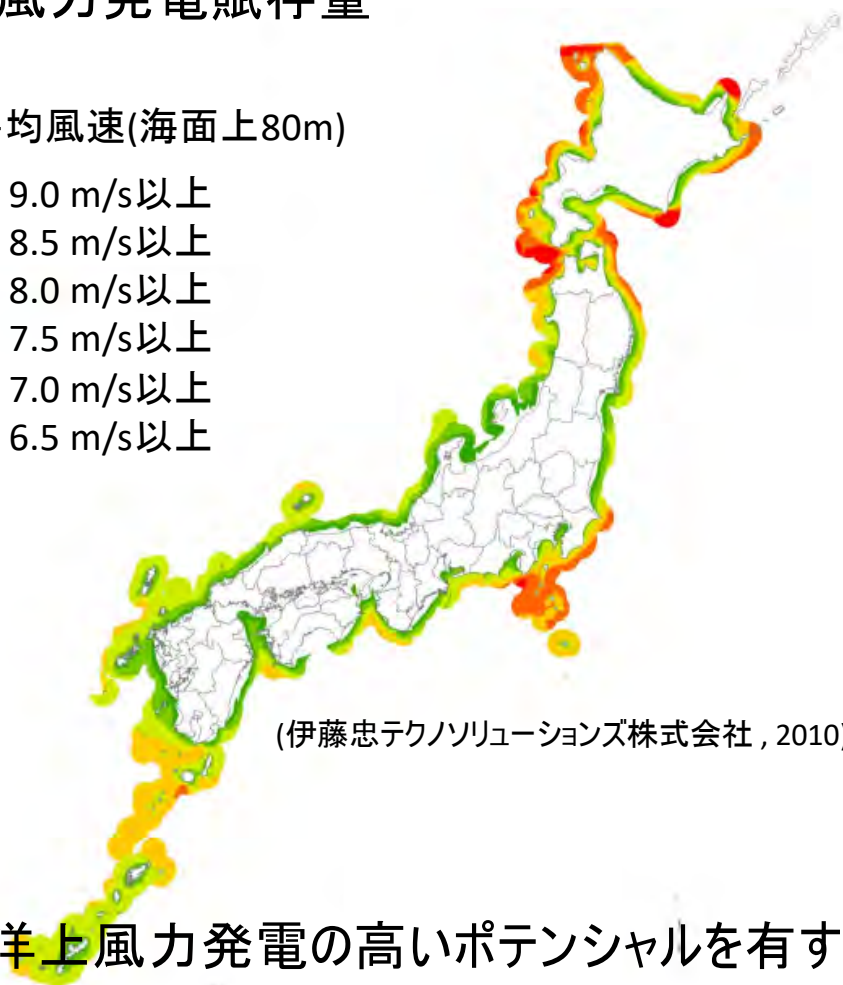 風力発電賦存量
均風速(海面上80m)
9.0 m/s以上
8.5 m/s以上
8.0 m/s以上
7.5 m/s以上
7.0 m/s以上
6.5 m/s以上
(伊藤忠テクノソリューションズ株式会社 , 2010)
洋上風力発電の高いポテンシャルを有す